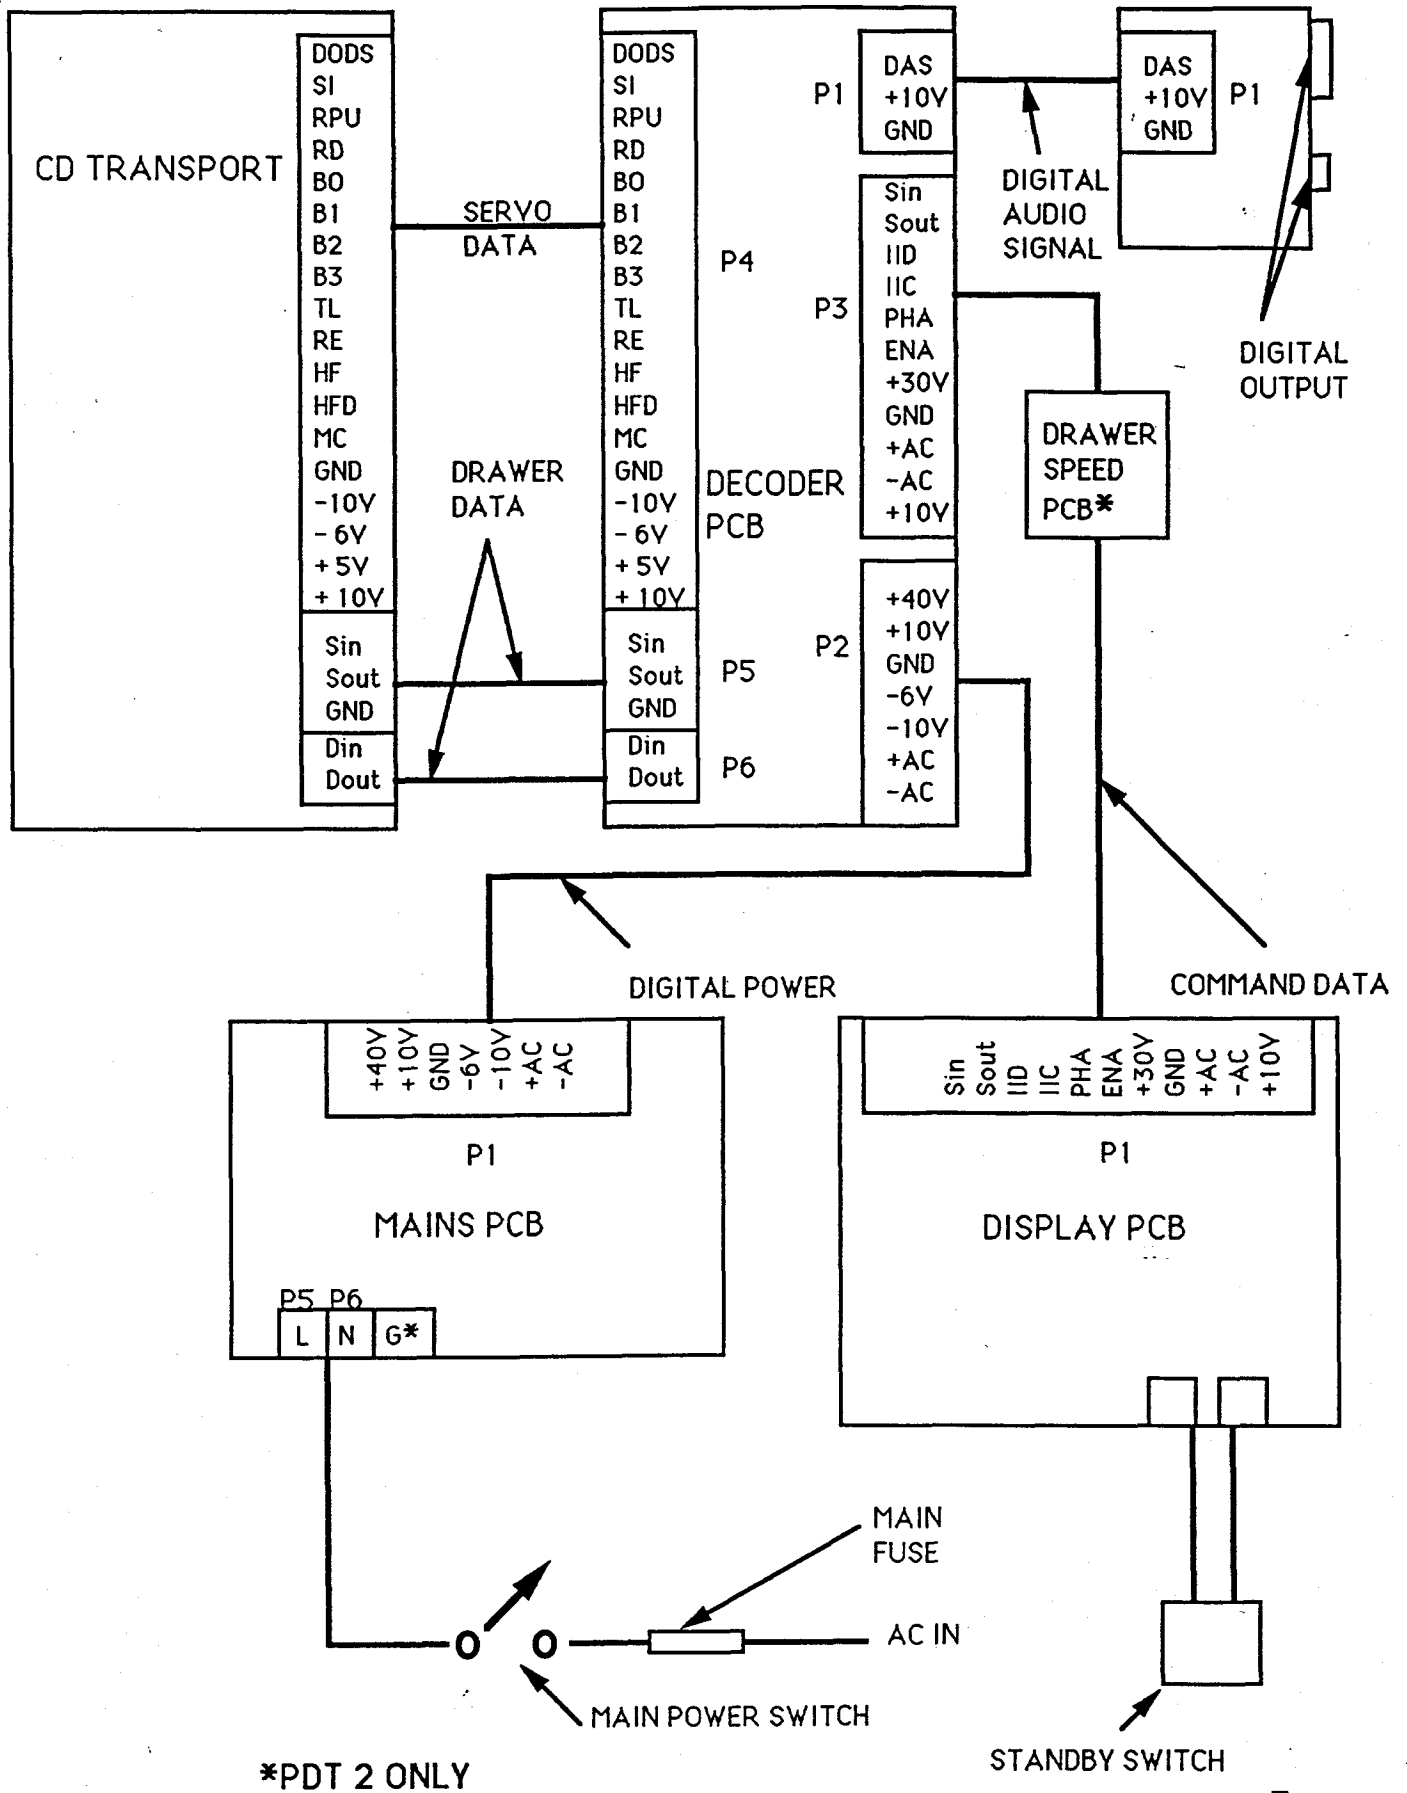 CD TRANSPORT
DODS
SI
RPU
RD
B0
B1
B2
B3
TL
RE
HF
HFD
MC
GND
-10V
-6V
+5V
+10V
Sin
Sout
GND
Din
Dout
SERVO
DATA
DRAWER
DATA
DODS
SI
RPU
RD
B0
B1
B2
B3
TL
RE
HF
HFD
MC
GND
-10V
-6V
+5V
+10V
Sin
Sout
GND
Din
Dout
P4
DECODER
PCB
P5
P6
P1
DAS
+10V
GND
P3
Sin
Sout
IID
IIC
PHA
ENA
+30V
GND
+AC
-AC
+10V
P2
+40V
+10V
GND
-6V
-10V
+AC
-AC
DIGITAL
AUDIO
SIGNAL
DAS
+10V
GND
P1
DIGITAL
OUTPUT
DRAWER
SPEED
PCB*
DIGITAL POWER
COMMAND DATA
+40V
+10V
GND
-6V
-10V
+AC
-AC
P1
MAINS PCB
P5 P6
L N G*
Sin
Sout
IID
IIC
PHA
ENA
+30V
GND
+AC
-AC
+10V
P1
DISPLAY PCB
MAIN
FUSE
AC IN
MAIN POWER SWITCH
STANDBY SWITCH
*PDT 2 ONLY